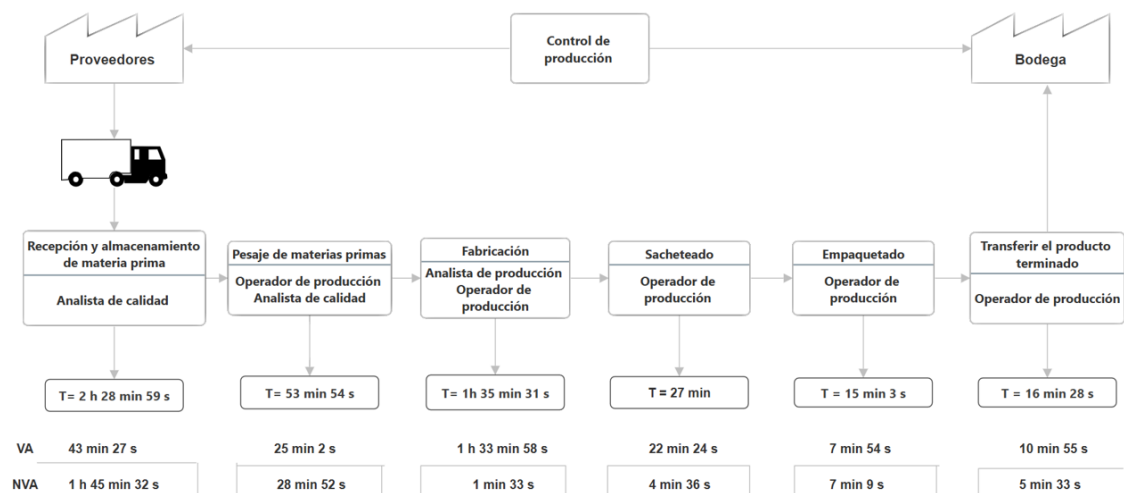 Proveedores
Control de
producción
Bodega
Recepción y almacenamiento
de materia prima
Analista de calidad
Pesaje de materias primas
Operador de producción
Analista de calidad
Fabricación
Analista de producción
Operador de
producción
Sacheteado
Operador de
producción
Empaquetado
Operador de
producción
Transferir el producto
terminado
Operador de producción
T= 2 h 28 min 59 s
T= 53 min 54 s
T= 1h 35 min 31 s
T = 27 min
T = 15 min 3 s
T = 16 min 28 s
VA 43 min 27 s 25 min 2 s 1 h 33 min 58 s 22 min 24 s 7 min 54 s 10 min 55 s
NVA 1 h 45 min 32 s 28 min 52 s 1 min 33 s 4 min 36 s 7 min 9 s 5 min 33 s